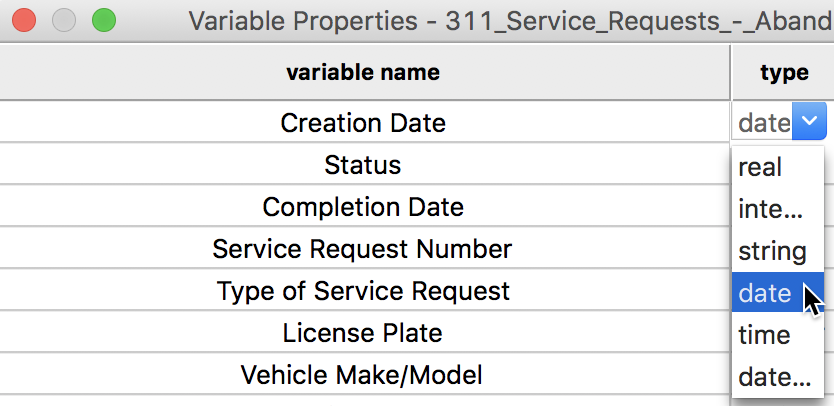 Variable Properties - 311_Service_Requests_-_Aband
variable name type
Creation Date date
Status real
Completion Date inte...
Service Request Number string
Type of Service Request date
License Plate time
Vehicle Make/Model date...